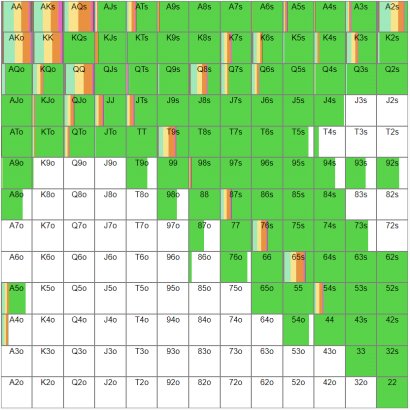 AA AKs AQs AJs ATs A9s A8s A7s A6s A5s A4s A3s A2s
AKo KK KQs KJs KTs K9s K8s K7s K6s K5s K4s K3s K2s
AQo KQo QQ QJs QTs Q9s Q8s Q7s Q6s Q5s Q4s Q3s Q2s
AJo KJo QJo JJ JTs J9s J8s J7s J6s J5s J4s J3s J2s
ATo KTo QTo JTo TT T9s T8s T7s T6s T5s T4s T3s T2s
A9o K9o Q9o J9o T9o 99 98s 97s 96s 95s 94s 93s 92s
A8o K8o Q8o J8o T8o 98o 88 87s 86s 85s 84s 83s 82s
A7o K7o Q7o J7o T7o 97o 87o 77 76s 75s 74s 73s 72s
A6o K6o Q6o J6o T6o 96o 86o 76o 66 65s 64s 63s 62s
A5o K5o Q5o J5o T5o 95o 85o 75o 65o 55 54s 53s 52s
A4o K4o Q4o J4o T4o 94o 84o 74o 64o 54o 44 43s 42s
A3o K3o Q3o J3o T3o 93o 83o 73o 63o 53o 43o 33 32s
A2o K2o Q2o J2o T2o 92o 82o 72o 62o 52o 42o 32o 22